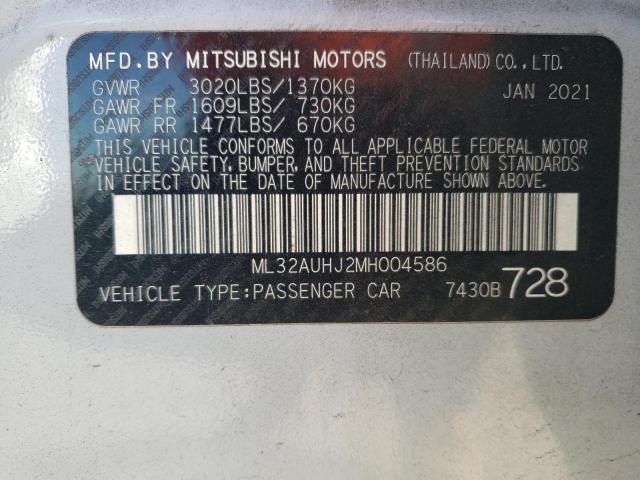 MFD.BY MITSUBISHI MOTORS (THAILAND)CO.,LTD.
GVWR 3020LBS/1370KG JAN 2021
GAWR FR 1609LBS/ 730KG
GAWR RR 1477LBS/ 670KG
THIS VEHICLE CONFORMS TO ALL APPLICABLE FEDERAL MOTOR
VEHICLE SAFETY, BUMPER, AND THEFT PREVENTION STANDARDS
IN EFFECT ON THE DATE OF MANUFACTURE SHOWN ABOVE.
ML32AUHJ2MH004586
VEHICLE TYPE:PASSENGER CAR 7430B 728